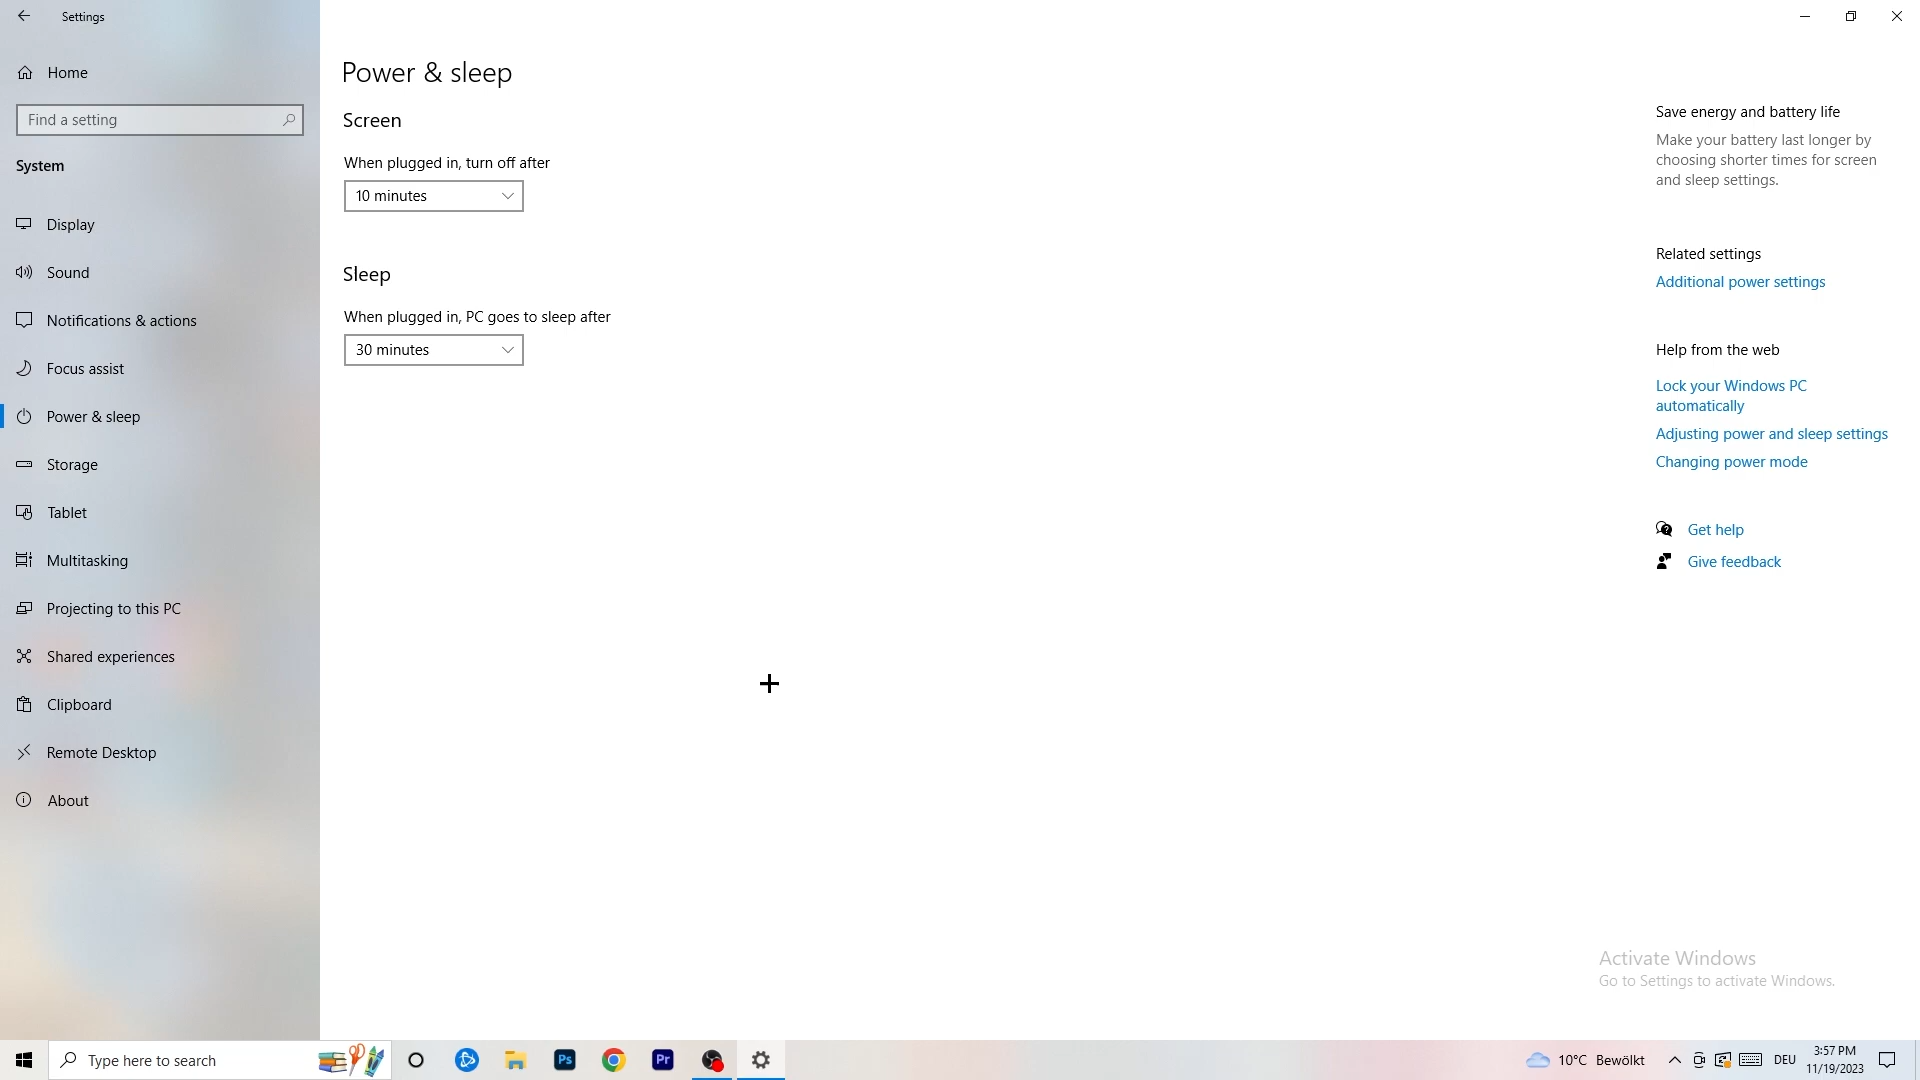 Settings
Home
Find a setting
System
Display
Sound
Notifications & actions
Focus assist
Power & sleep
Storage
Tablet
Multitasking
Projecting to this PC
Shared experiences
Clipboard
Remote Desktop
About
Power & sleep
Screen
When plugged in, turn off after
10 minutes
Sleep
When plugged in, PC goes to sleep after
30 minutes
Save energy and battery life
Make your battery last longer by
choosing shorter times for screen
and sleep settings.
Related settings
Additional power settings
Help from the web
Lock your Windows PC
automatically
Adjusting power and sleep settings
Changing power mode
Get help
Give feedback
Activate Windows
Go to Settings to activate Windows.
Type here to search
Ps
Pr
10°C Bewölkt
DEU
3:57 PM
11/19/2023